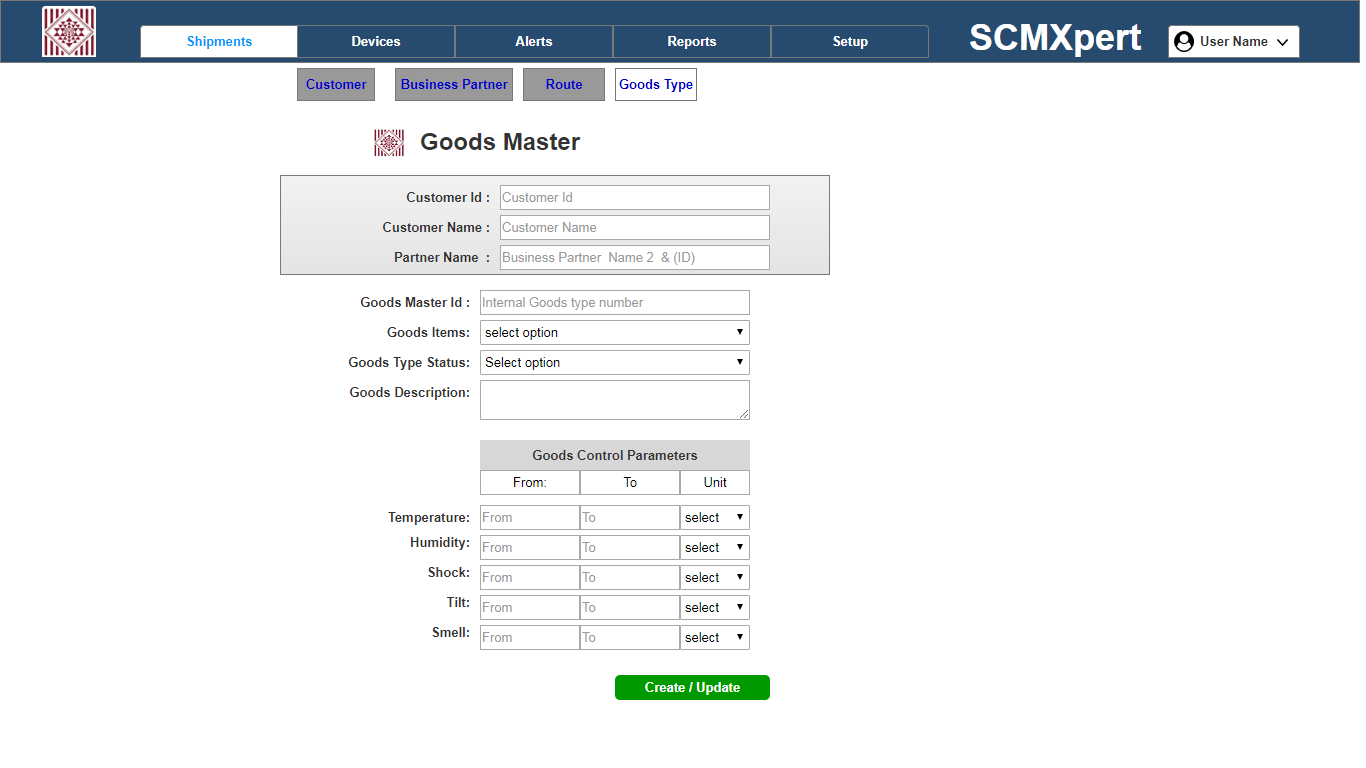 Shipments Devices Alerts Reports Setup SCMXpert User Name
Customer Business Partner Route Goods Type
Goods Master
Customer Id : Customer Id
Customer Name : Customer Name
Partner Name : Business Partner Name 2 & (ID)
Goods Master Id : Internal Goods type number
Goods Items: select option
Goods Type Status: Select option
Goods Description:
Goods Control Parameters
From: To Unit
Temperature: From To select
Humidity: From To select
Shock: From To select
Tilt: From To select
Smell: From To select
Create / Update